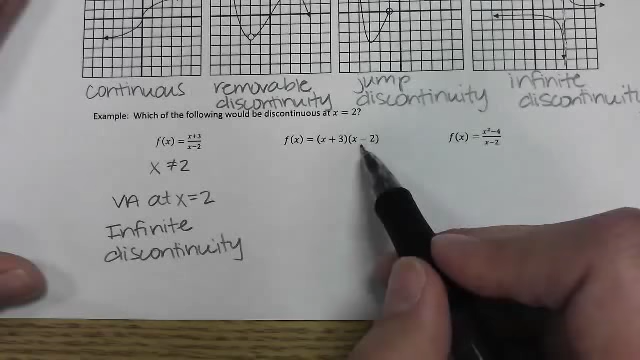 continuous removable jump infinite
discontinuity discontinuity discontinuity
Example: Which of the following would be discontinuous at x = 2?
f(x) = x+3/x−2 f(x) = (x + 3)(x − 2) f(x) = x²−4/x−2
x ≠ 2
VA at x = 2
Infinite
discontinuity